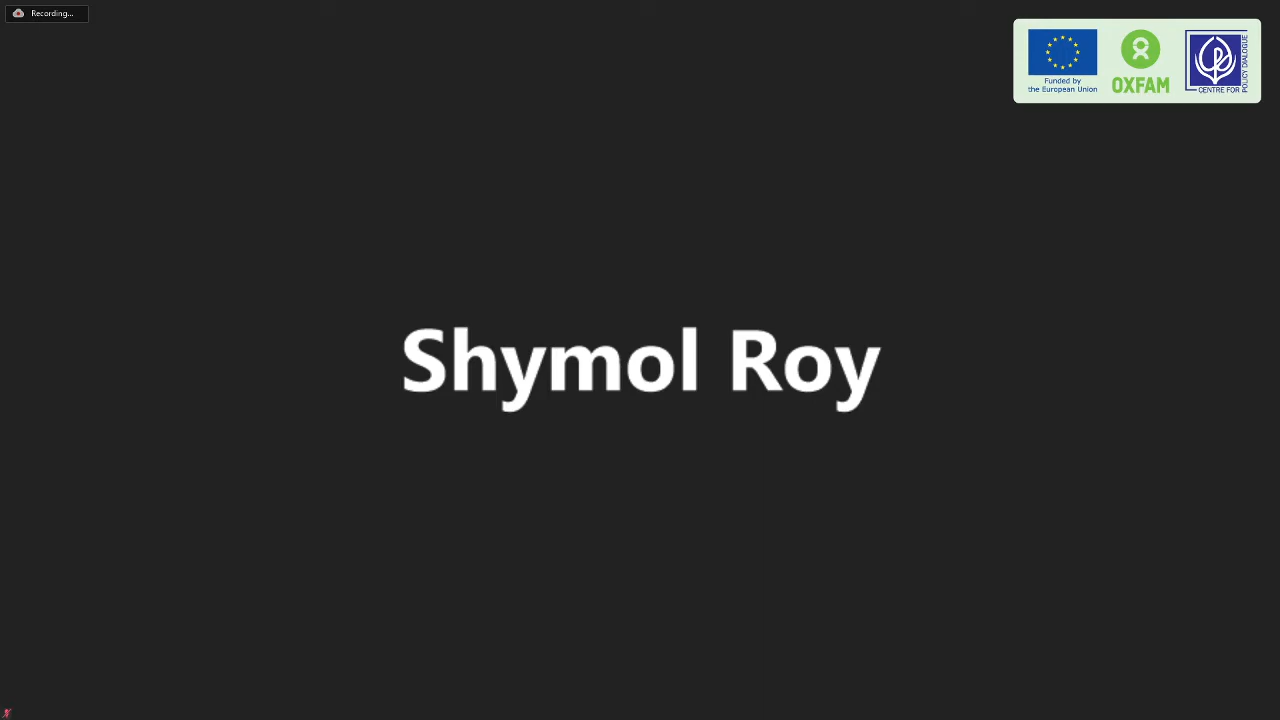 Recording...
Funded by
the European Union
OXFAM
CENTRE FOR
POLICY DIALOGUE
Shymol Roy